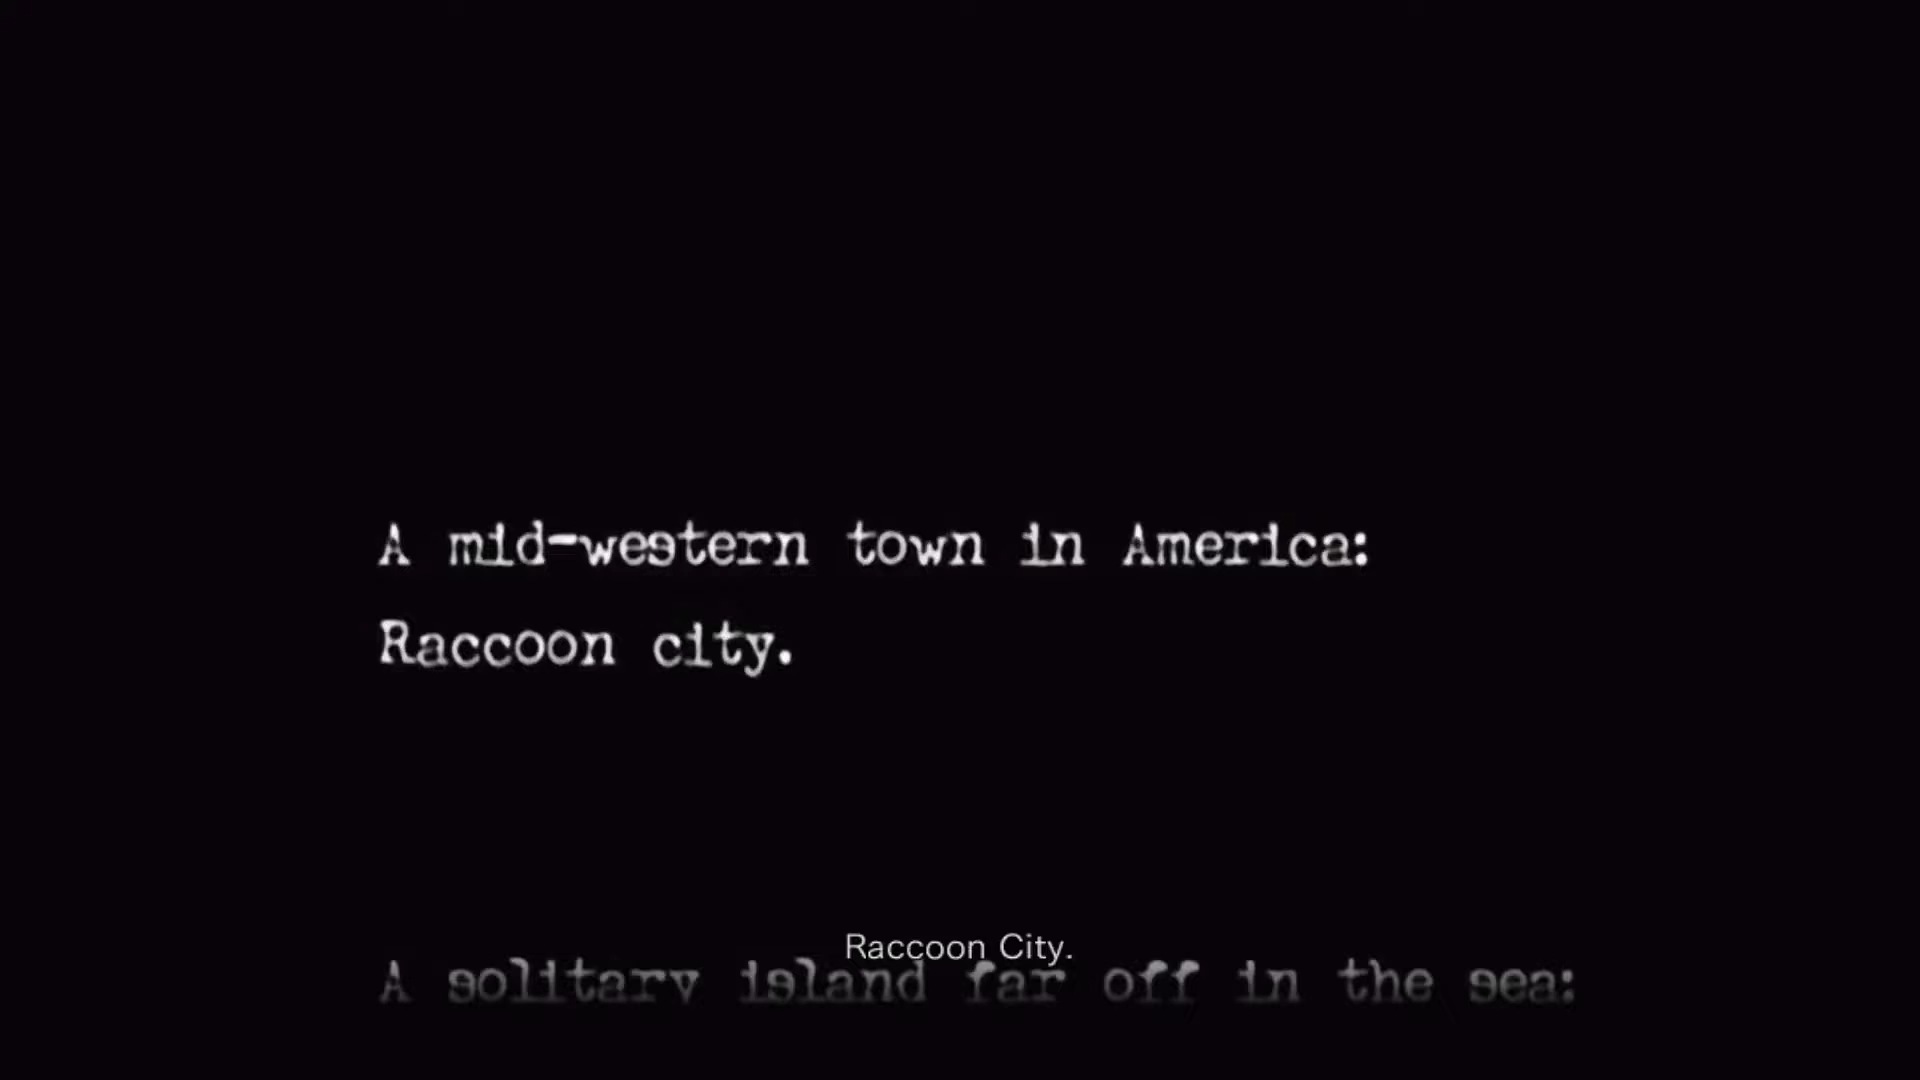 A mid-western town in America:
Raccoon city.
Raccoon City.
A solitary island far off in the sea: